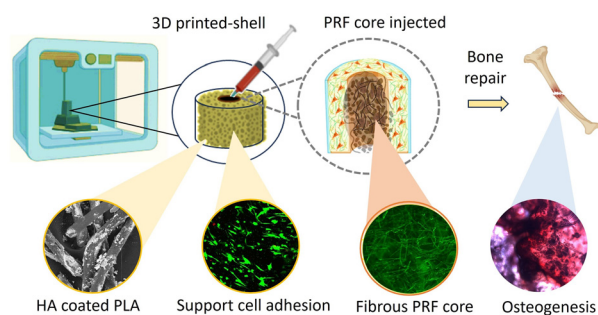 3D printed-shell
PRF core injected
Bone
repair
HA coated PLA
Support cell adhesion
Fibrous PRF core
Osteogenesis